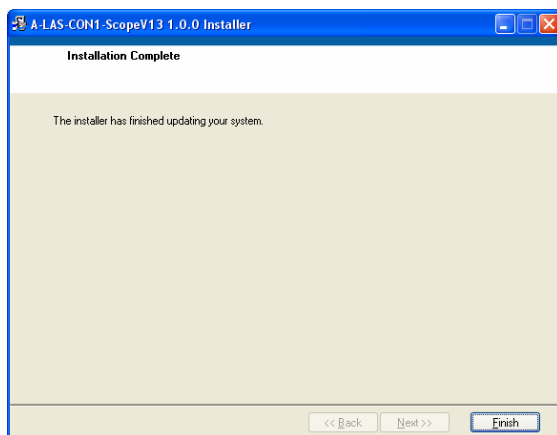 A-LAS-CON1-ScopeV13 1.0.0 Installer
Installation Complete
The installer has finished updating your system.
<< Back Next >> Finish